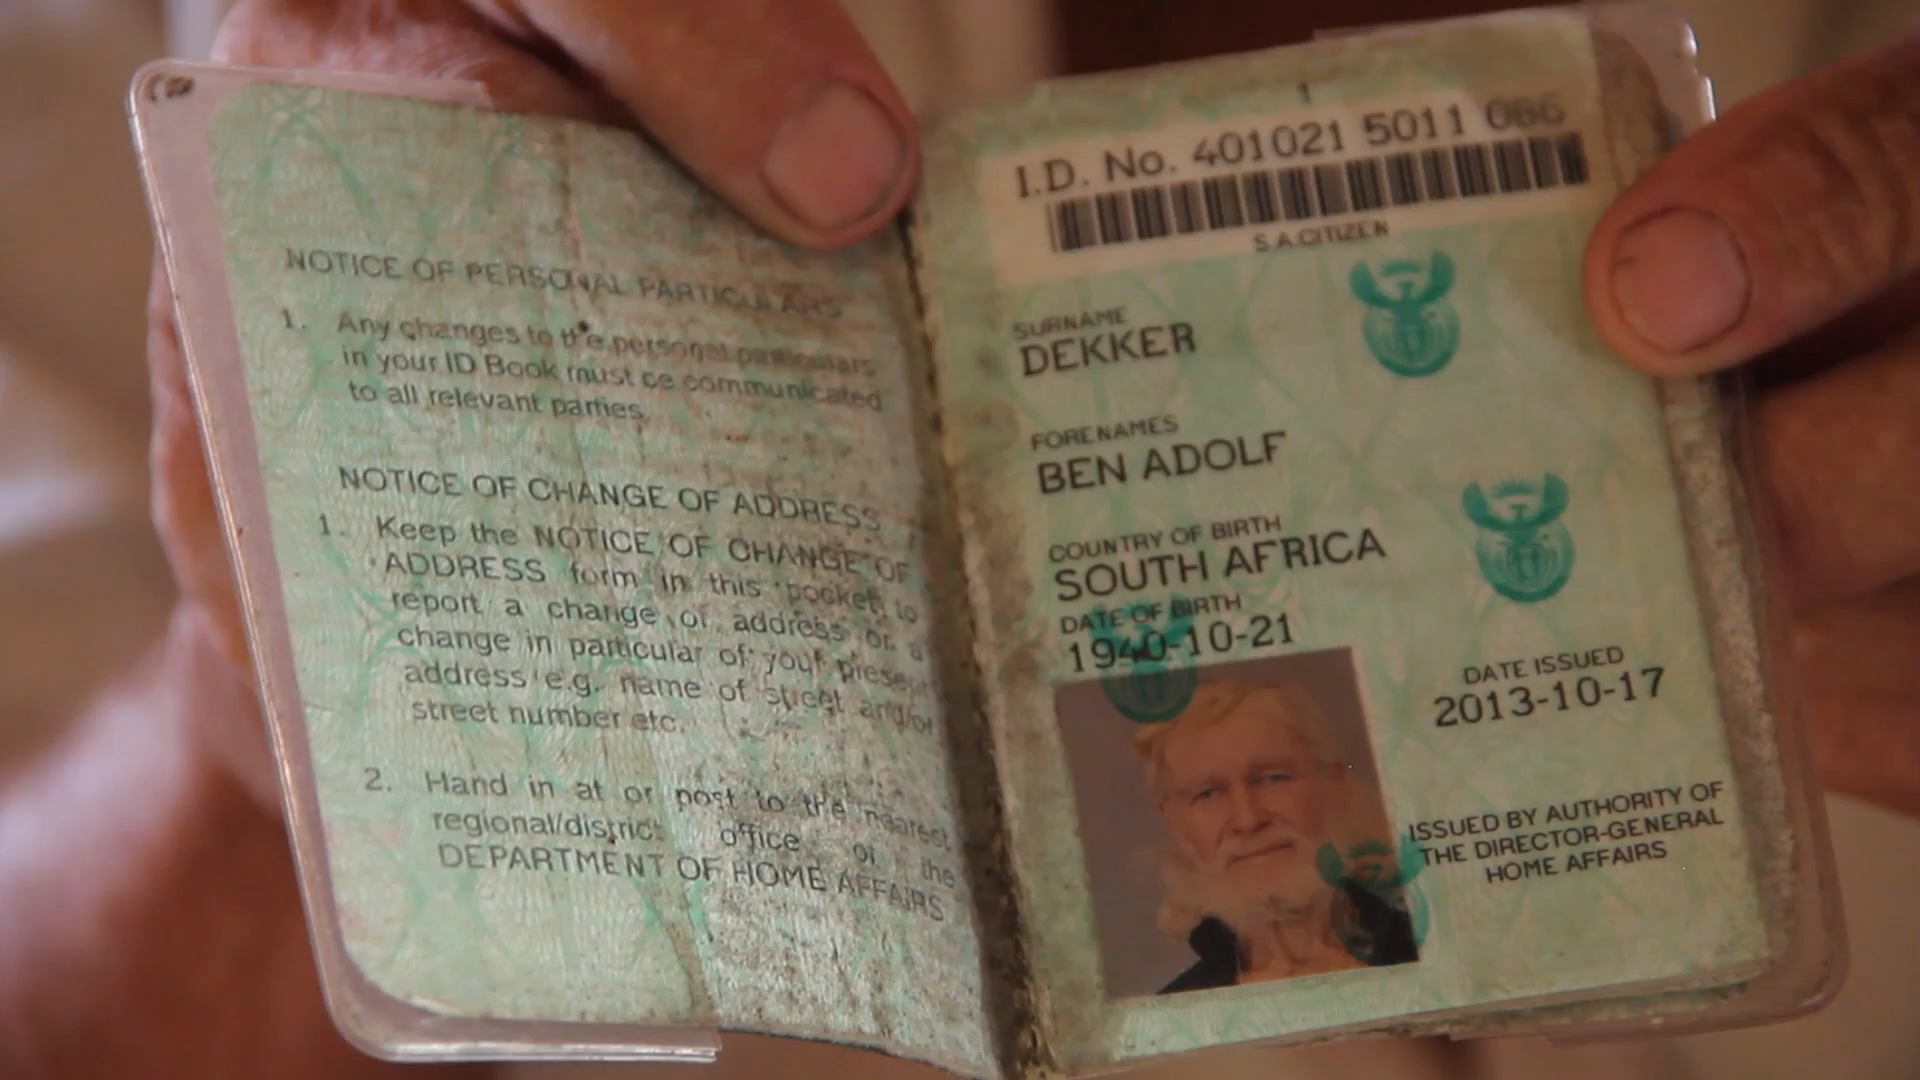 NOTICE OF PERSONAL PARTICULARS
1. Any changes to the personal particulars
in your ID Book must be communicated
to all relevant parties.
NOTICE OF CHANGE OF ADDRESS
1. Keep the NOTICE OF CHANGE OF
ADDRESS form in this pocket to
report a change of address or a
change in particular of your present
address e.g. name of street and/or
street number etc.
2. Hand in at or post to the nearest
regional/district office of the
DEPARTMENT OF HOME AFFAIRS
1
I.D. No. 401021 5011 086
S.A.CITIZEN
SURNAME
DEKKER
FORENAMES
BEN ADOLF
COUNTRY OF BIRTH
SOUTH AFRICA
DATE OF BIRTH
1940-10-21
DATE ISSUED
2013-10-17
ISSUED BY AUTHORITY OF
THE DIRECTOR-GENERAL
HOME AFFAIRS